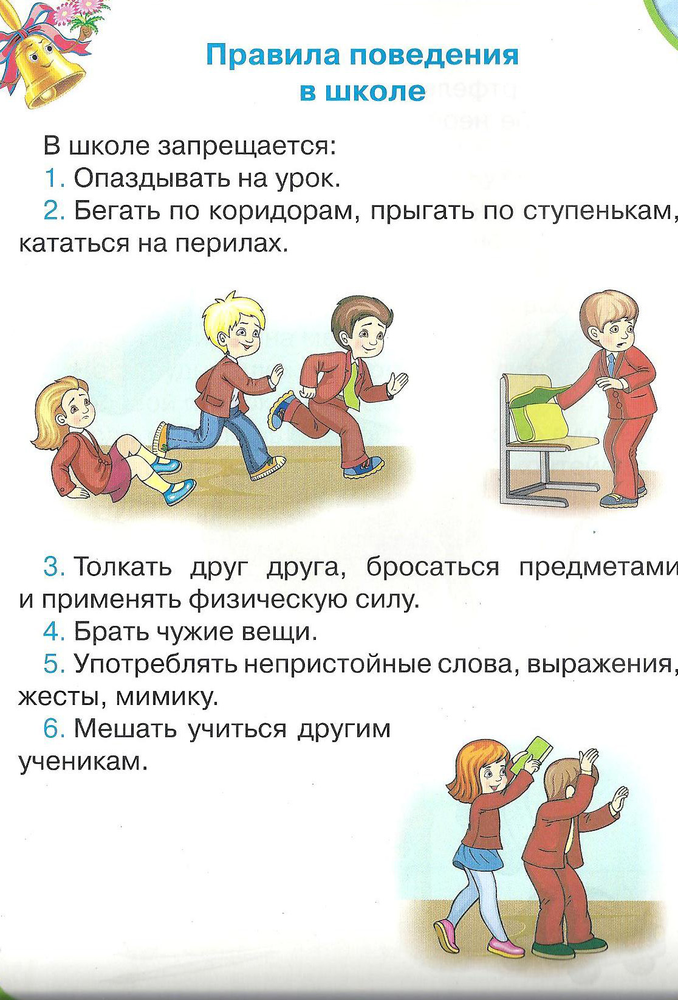 Правила поведения
в школе
В школе запрещается:
1. Опаздывать на урок.
2. Бегать по коридорам, прыгать по ступенькам,
кататься на перилах.
3. Толкать друг друга, бросаться предметами
и применять физическую силу.
4. Брать чужие вещи.
5. Употреблять непристойные слова, выражения,
жесты, мимику.
6. Мешать учиться другим
ученикам.